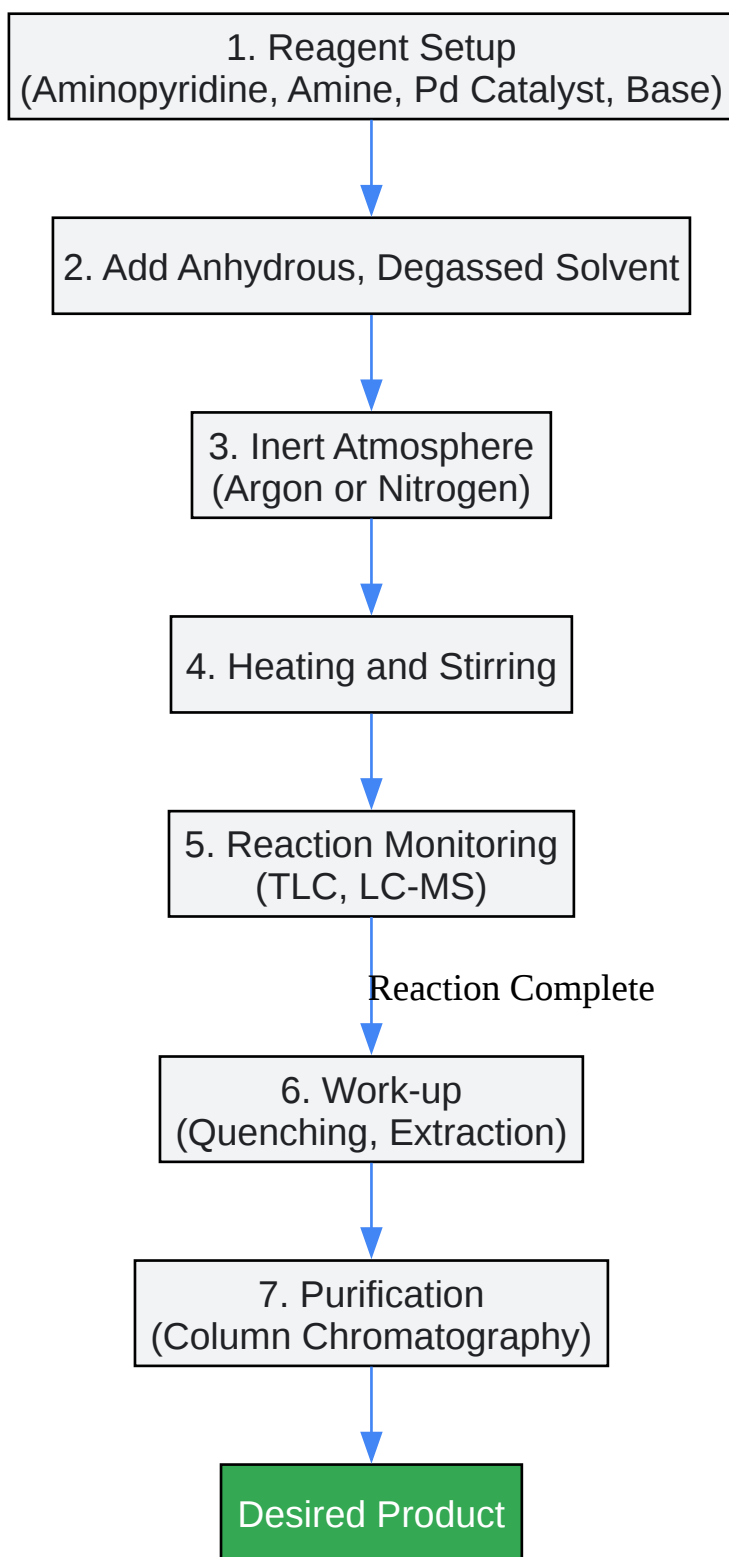 1. Reagent Setup
(Aminopyridine, Amine, Pd Catalyst, Base)
2. Add Anhydrous, Degassed Solvent
3. Inert Atmosphere
(Argon or Nitrogen)
4. Heating and Stirring
5. Reaction Monitoring
(TLC, LC-MS)
Reaction Complete
6. Work-up
(Quenching, Extraction)
7. Purification
(Column Chromatography)
Desired Product